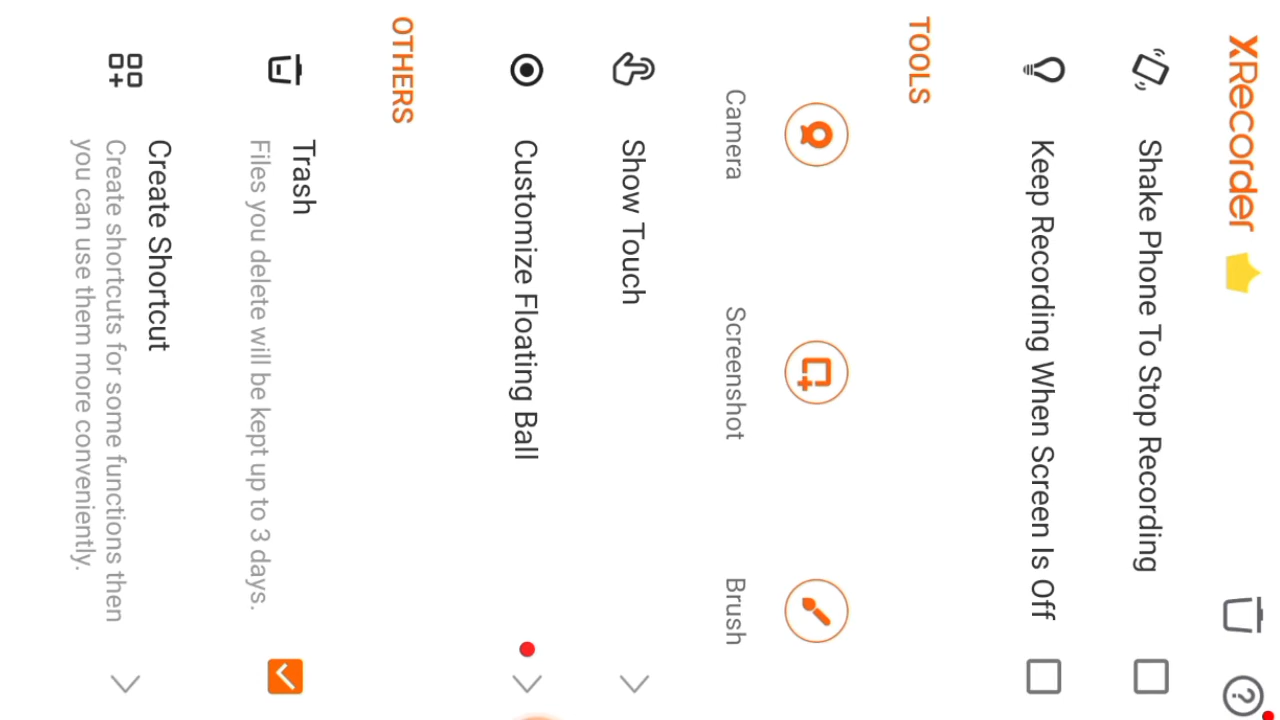 XRecorder
Shake Phone To Stop Recording
Keep Recording When Screen Is Off
TOOLS
Camera
Screenshot
Brush
Show Touch
Customize Floating Ball
OTHERS
Trash
Files you delete will be kept up to 3 days.
Create Shortcut
Create shortcuts for some functions then
you can use them more conveniently.